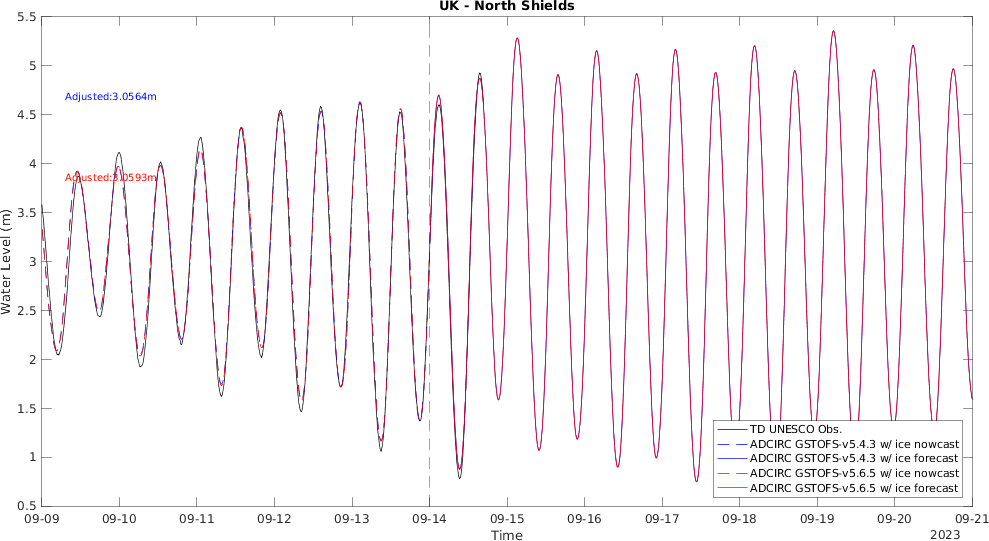 UK - North Shields
5.5
5
4.5
4
3.5
3
2.5
2
1.5
1
0.5
Water Level (m)
Adjusted:3.0564m
Adjusted:3.0593m
TD UNESCO Obs.
ADCIRC GSTOFS-v5.4.3 w/ ice nowcast
ADCIRC GSTOFS-v5.4.3 w/ ice forecast
ADCIRC GSTOFS-v5.6.5 w/ ice nowcast
ADCIRC GSTOFS-v5.6.5 w/ ice forecast
09-09 09-10 09-11 09-12 09-13 09-14 09-15 09-16 09-17 09-18 09-19 09-20 09-21
Time
2023